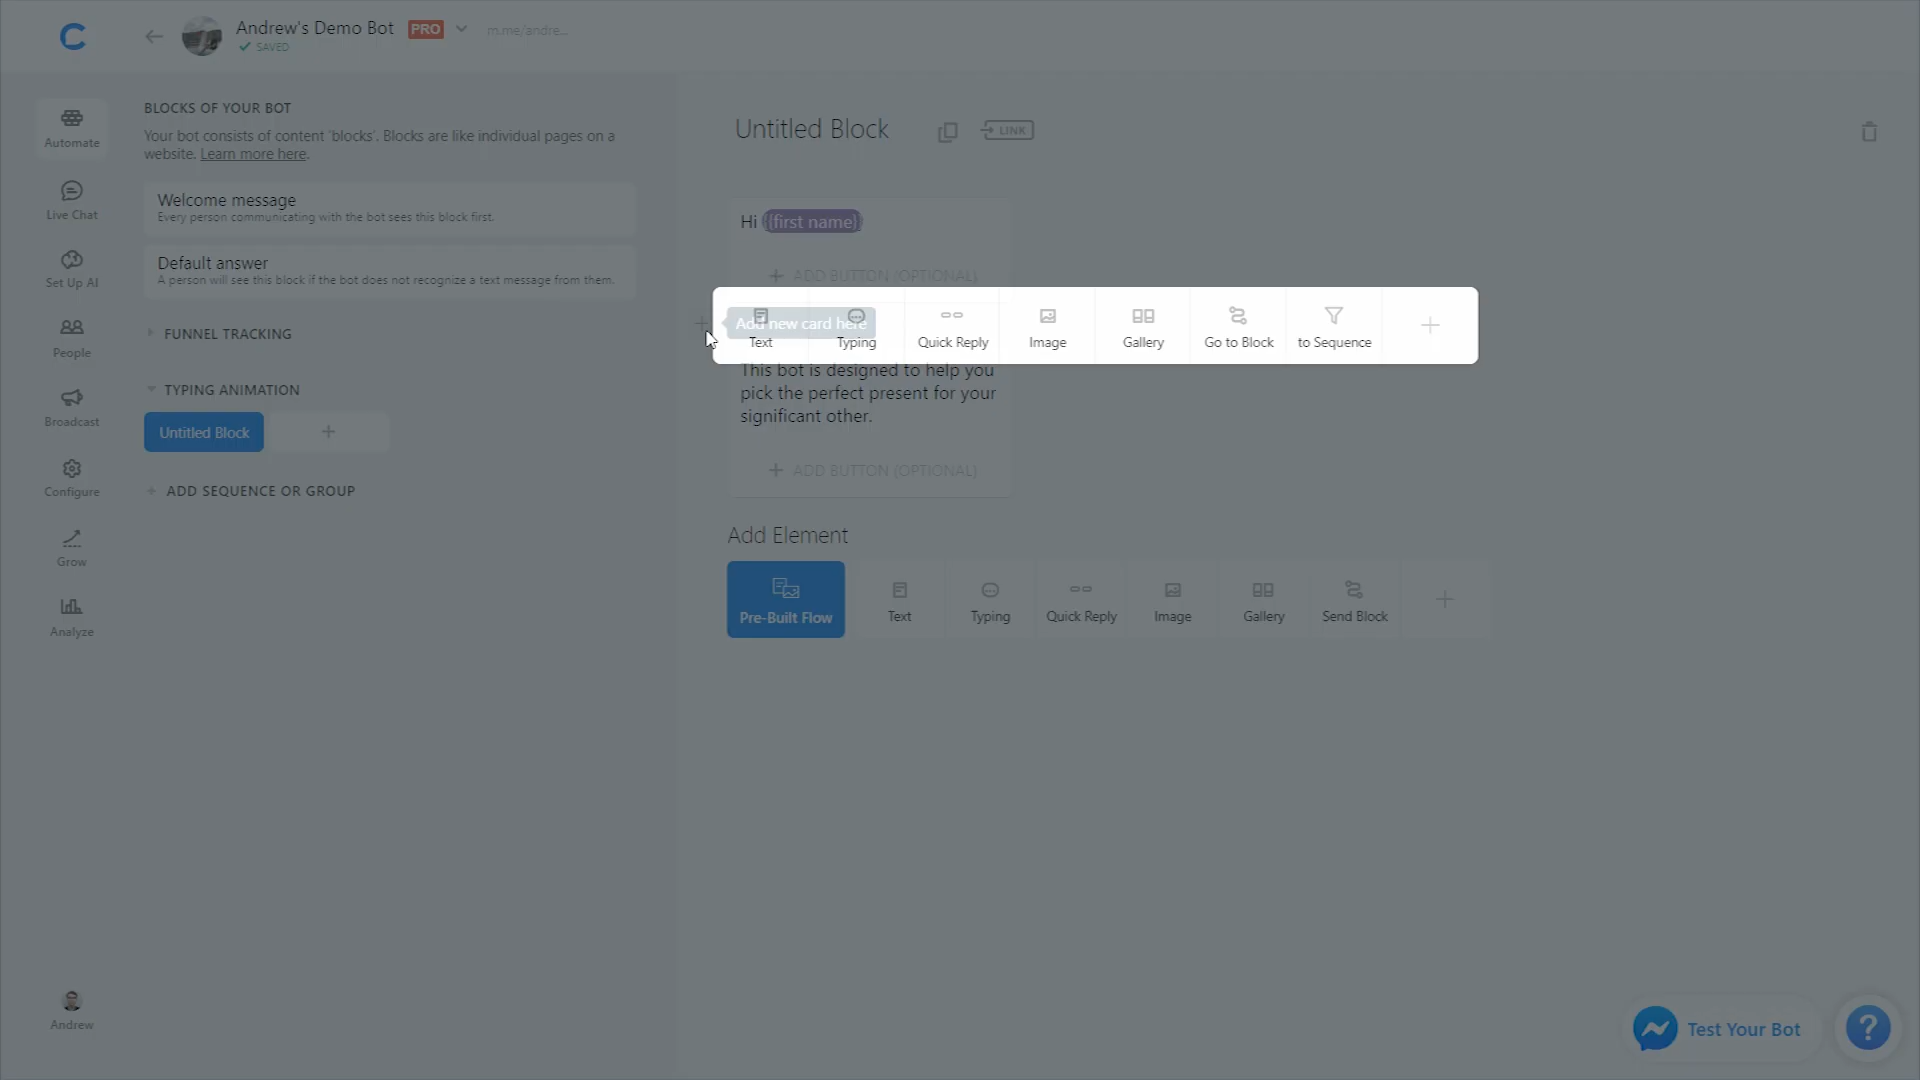 Andrew's Demo Bot PRO m.me/andre...
SAVED
Automate
Live Chat
Set Up AI
People
Broadcast
Configure
Grow
Analyze
Andrew
BLOCKS OF YOUR BOT
Your bot consists of content 'blocks'. Blocks are like individual pages on a
website. Learn more here.
Welcome message
Every person communicating with the bot sees this block first.
Default answer
A person will see this block if the bot does not recognize a text message from them.
FUNNEL TRACKING
TYPING ANIMATION
Untitled Block +
+ ADD SEQUENCE OR GROUP
Untitled Block LINK
Hi {{first name}}
+ ADD BUTTON (OPTIONAL)
+ Add new card here
Text Typing Quick Reply Image Gallery Go to Block to Sequence +
This bot is designed to help you
pick the perfect present for your
significant other.
+ ADD BUTTON (OPTIONAL)
Add Element
Pre-Built Flow Text Typing Quick Reply Image Gallery Send Block +
Test Your Bot ?